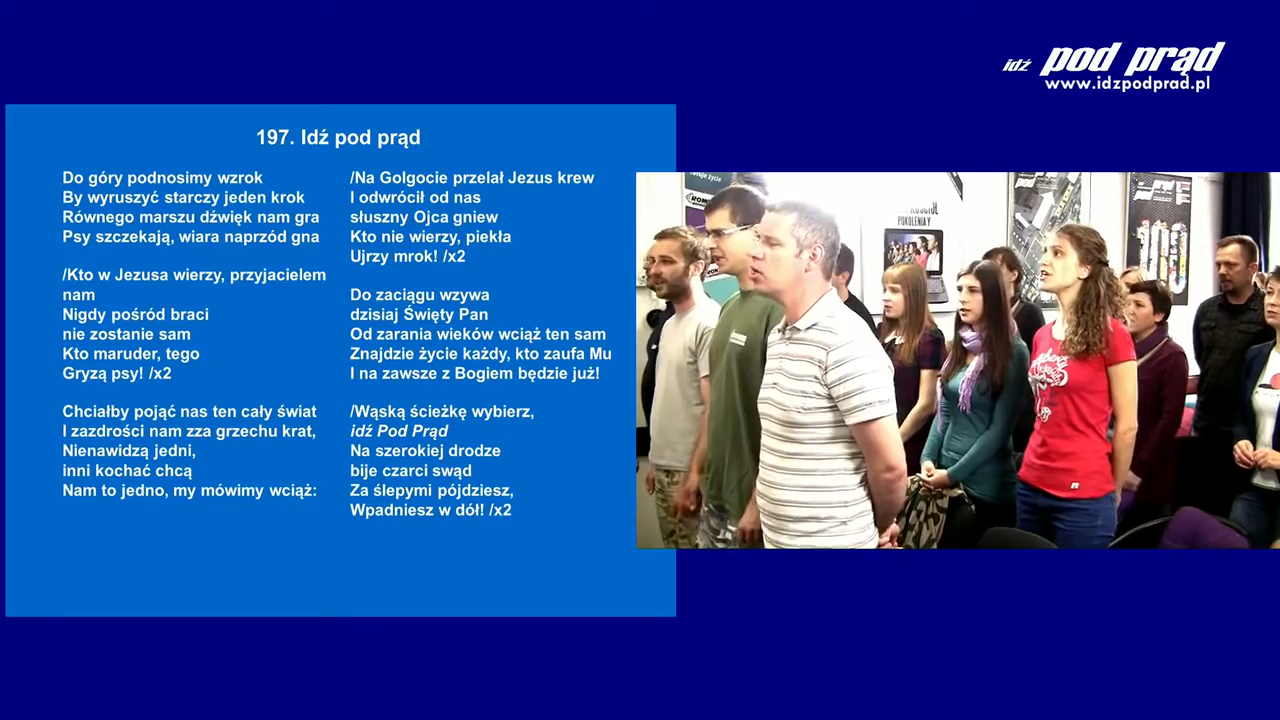 idź pod prąd
www.idzpodprad.pl
197. Idź pod prąd
Do góry podnosimy wzrok
By wyruszyć starczy jeden krok
Równego marszu dźwięk nam gra
Psy szczekają, wiara naprzód gna
/Kto w Jezusa wierzy, przyjacielem
nam
Nigdy pośród braci
nie zostanie sam
Kto maruder, tego
Gryzą psy! /x2
Chciałby pojąć nas ten cały świat
I zazdrości nam zza grzechu krat,
Nienawidzą jedni,
inni kochać chcą
Nam to jedno, my mówimy wciąż:
/Na Golgocie przelał Jezus krew
I odwrócił od nas
słuszny Ojca gniew
Kto nie wierzy, piekła
Ujrzy mrok! /x2
Do zaciągu wzywa
dzisiaj Święty Pan
Od zarania wieków wciąż ten sam
Znajdzie życie każdy, kto zaufa Mu
I na zawsze z Bogiem będzie już!
/Wąską ścieżkę wybierz,
idź Pod Prąd
Na szerokiej drodze
bije czarci swąd
Za ślepymi pójdziesz,
Wpadniesz w dół! /x2
POKOLENIA Y